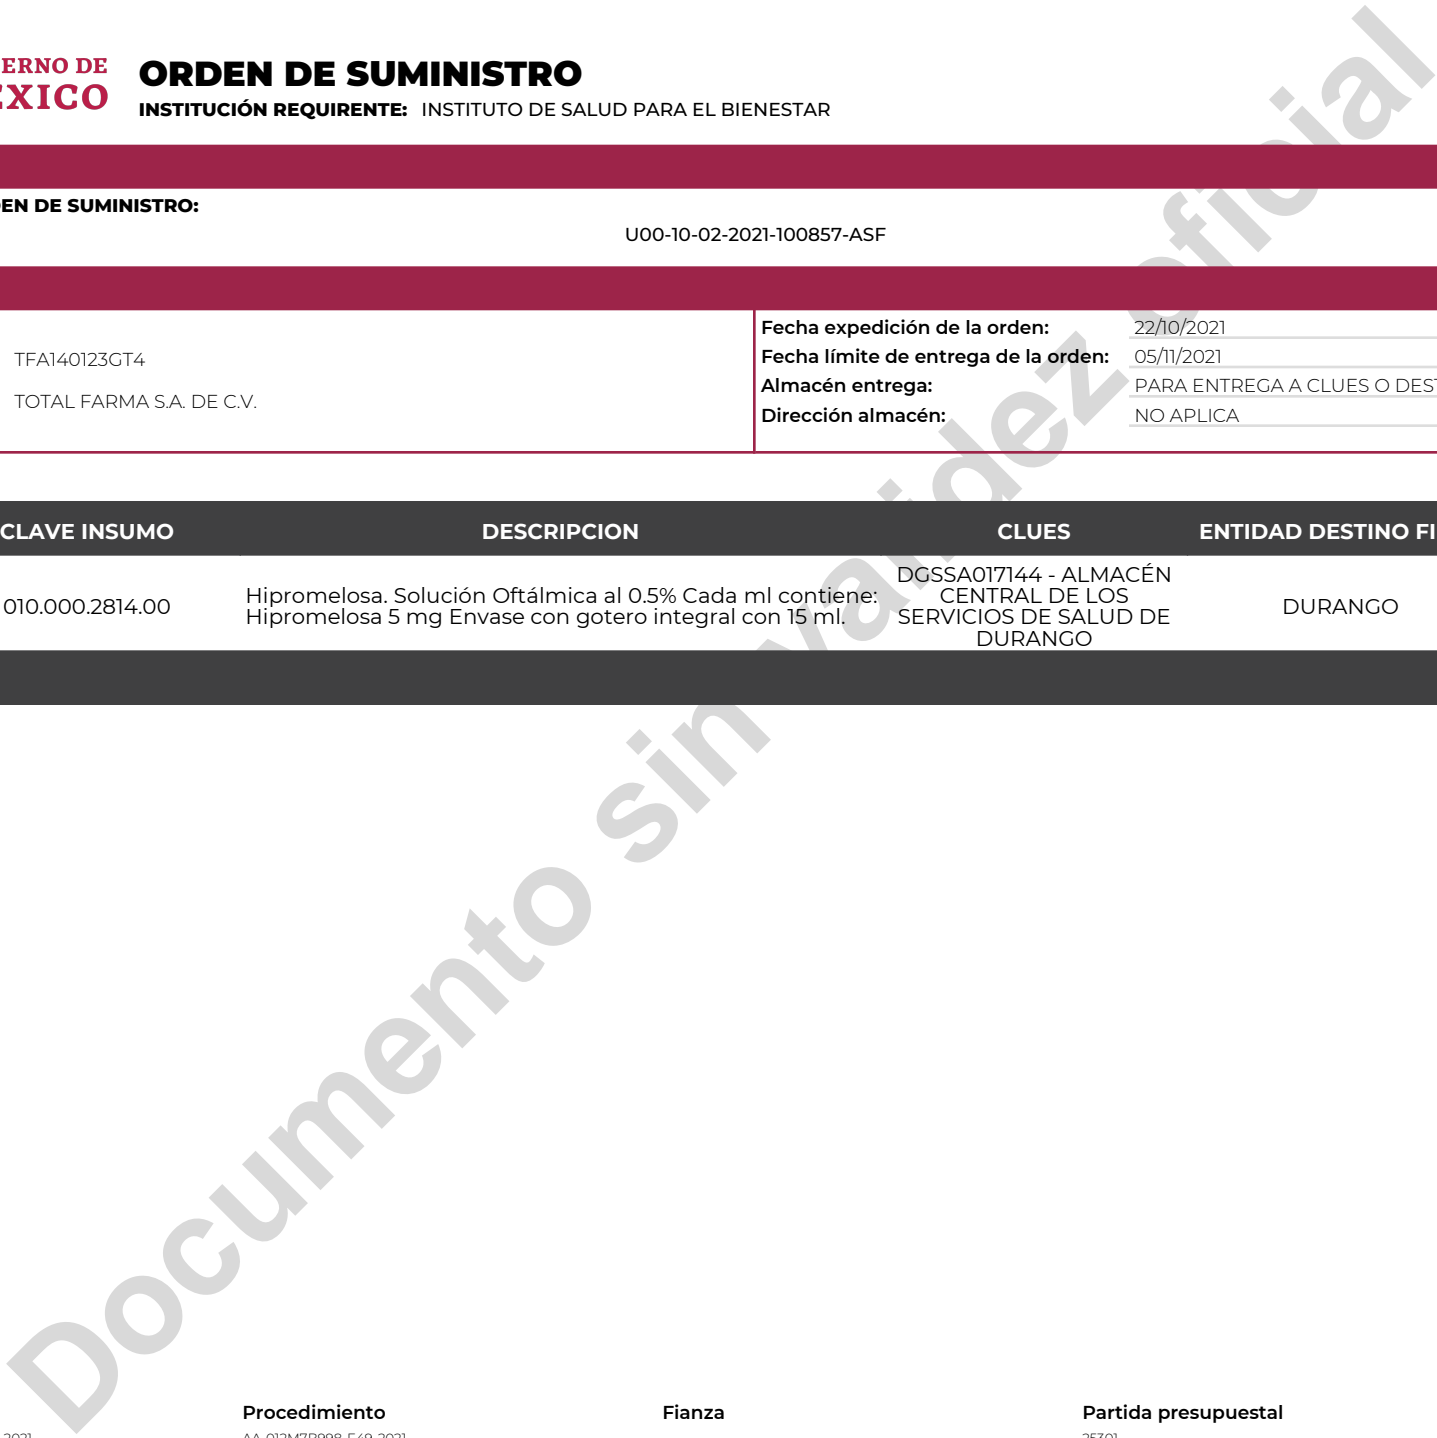 ERNO DE
EXICO
ORDEN DE SUMINISTRO
INSTITUCIÓN REQUIRENTE: INSTITUTO DE SALUD PARA EL BIENESTAR
EN DE SUMINISTRO:
U00-10-02-2021-100857-ASF
TFA140123GT4
TOTAL FARMA S.A. DE C.V.
Fecha expedición de la orden: 22/10/2021
Fecha límite de entrega de la orden: 05/11/2021
Almacén entrega: PARA ENTREGA A CLUES O DEST
Dirección almacén: NO APLICA
CLAVE INSUMO DESCRIPCION CLUES ENTIDAD DESTINO FI
010.000.2814.00
Hipromelosa. Solución Oftálmica al 0.5% Cada ml contiene:
Hipromelosa 5 mg Envase con gotero integral con 15 ml.
DGSSA017144 - ALMACÉN
CENTRAL DE LOS
SERVICIOS DE SALUD DE
DURANGO
DURANGO
Documento sin validez oficial
Procedimiento Fianza Partida presupuestal